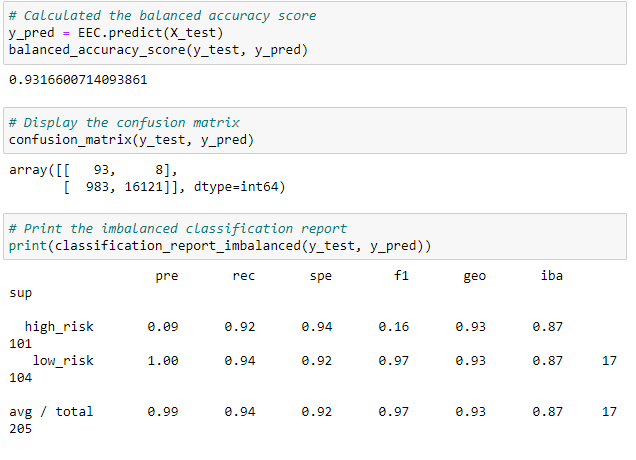 # Calculated the balanced accuracy score
y_pred = EEC.predict(X_test)
balanced_accuracy_score(y_test, y_pred)
0.9316600714093861
# Display the confusion matrix
confusion_matrix(y_test, y_pred)
array([[   93,     8],
       [  983, 16121]], dtype=int64)
# Print the imbalanced classification report
print(classification_report_imbalanced(y_test, y_pred))
                   pre       rec       spe        f1       geo       iba
sup
  high_risk       0.09      0.92      0.94      0.16      0.93      0.87
101
   low_risk       1.00      0.94      0.92      0.97      0.93      0.87     17
104
avg / total       0.99      0.94      0.92      0.97      0.93      0.87     17
205